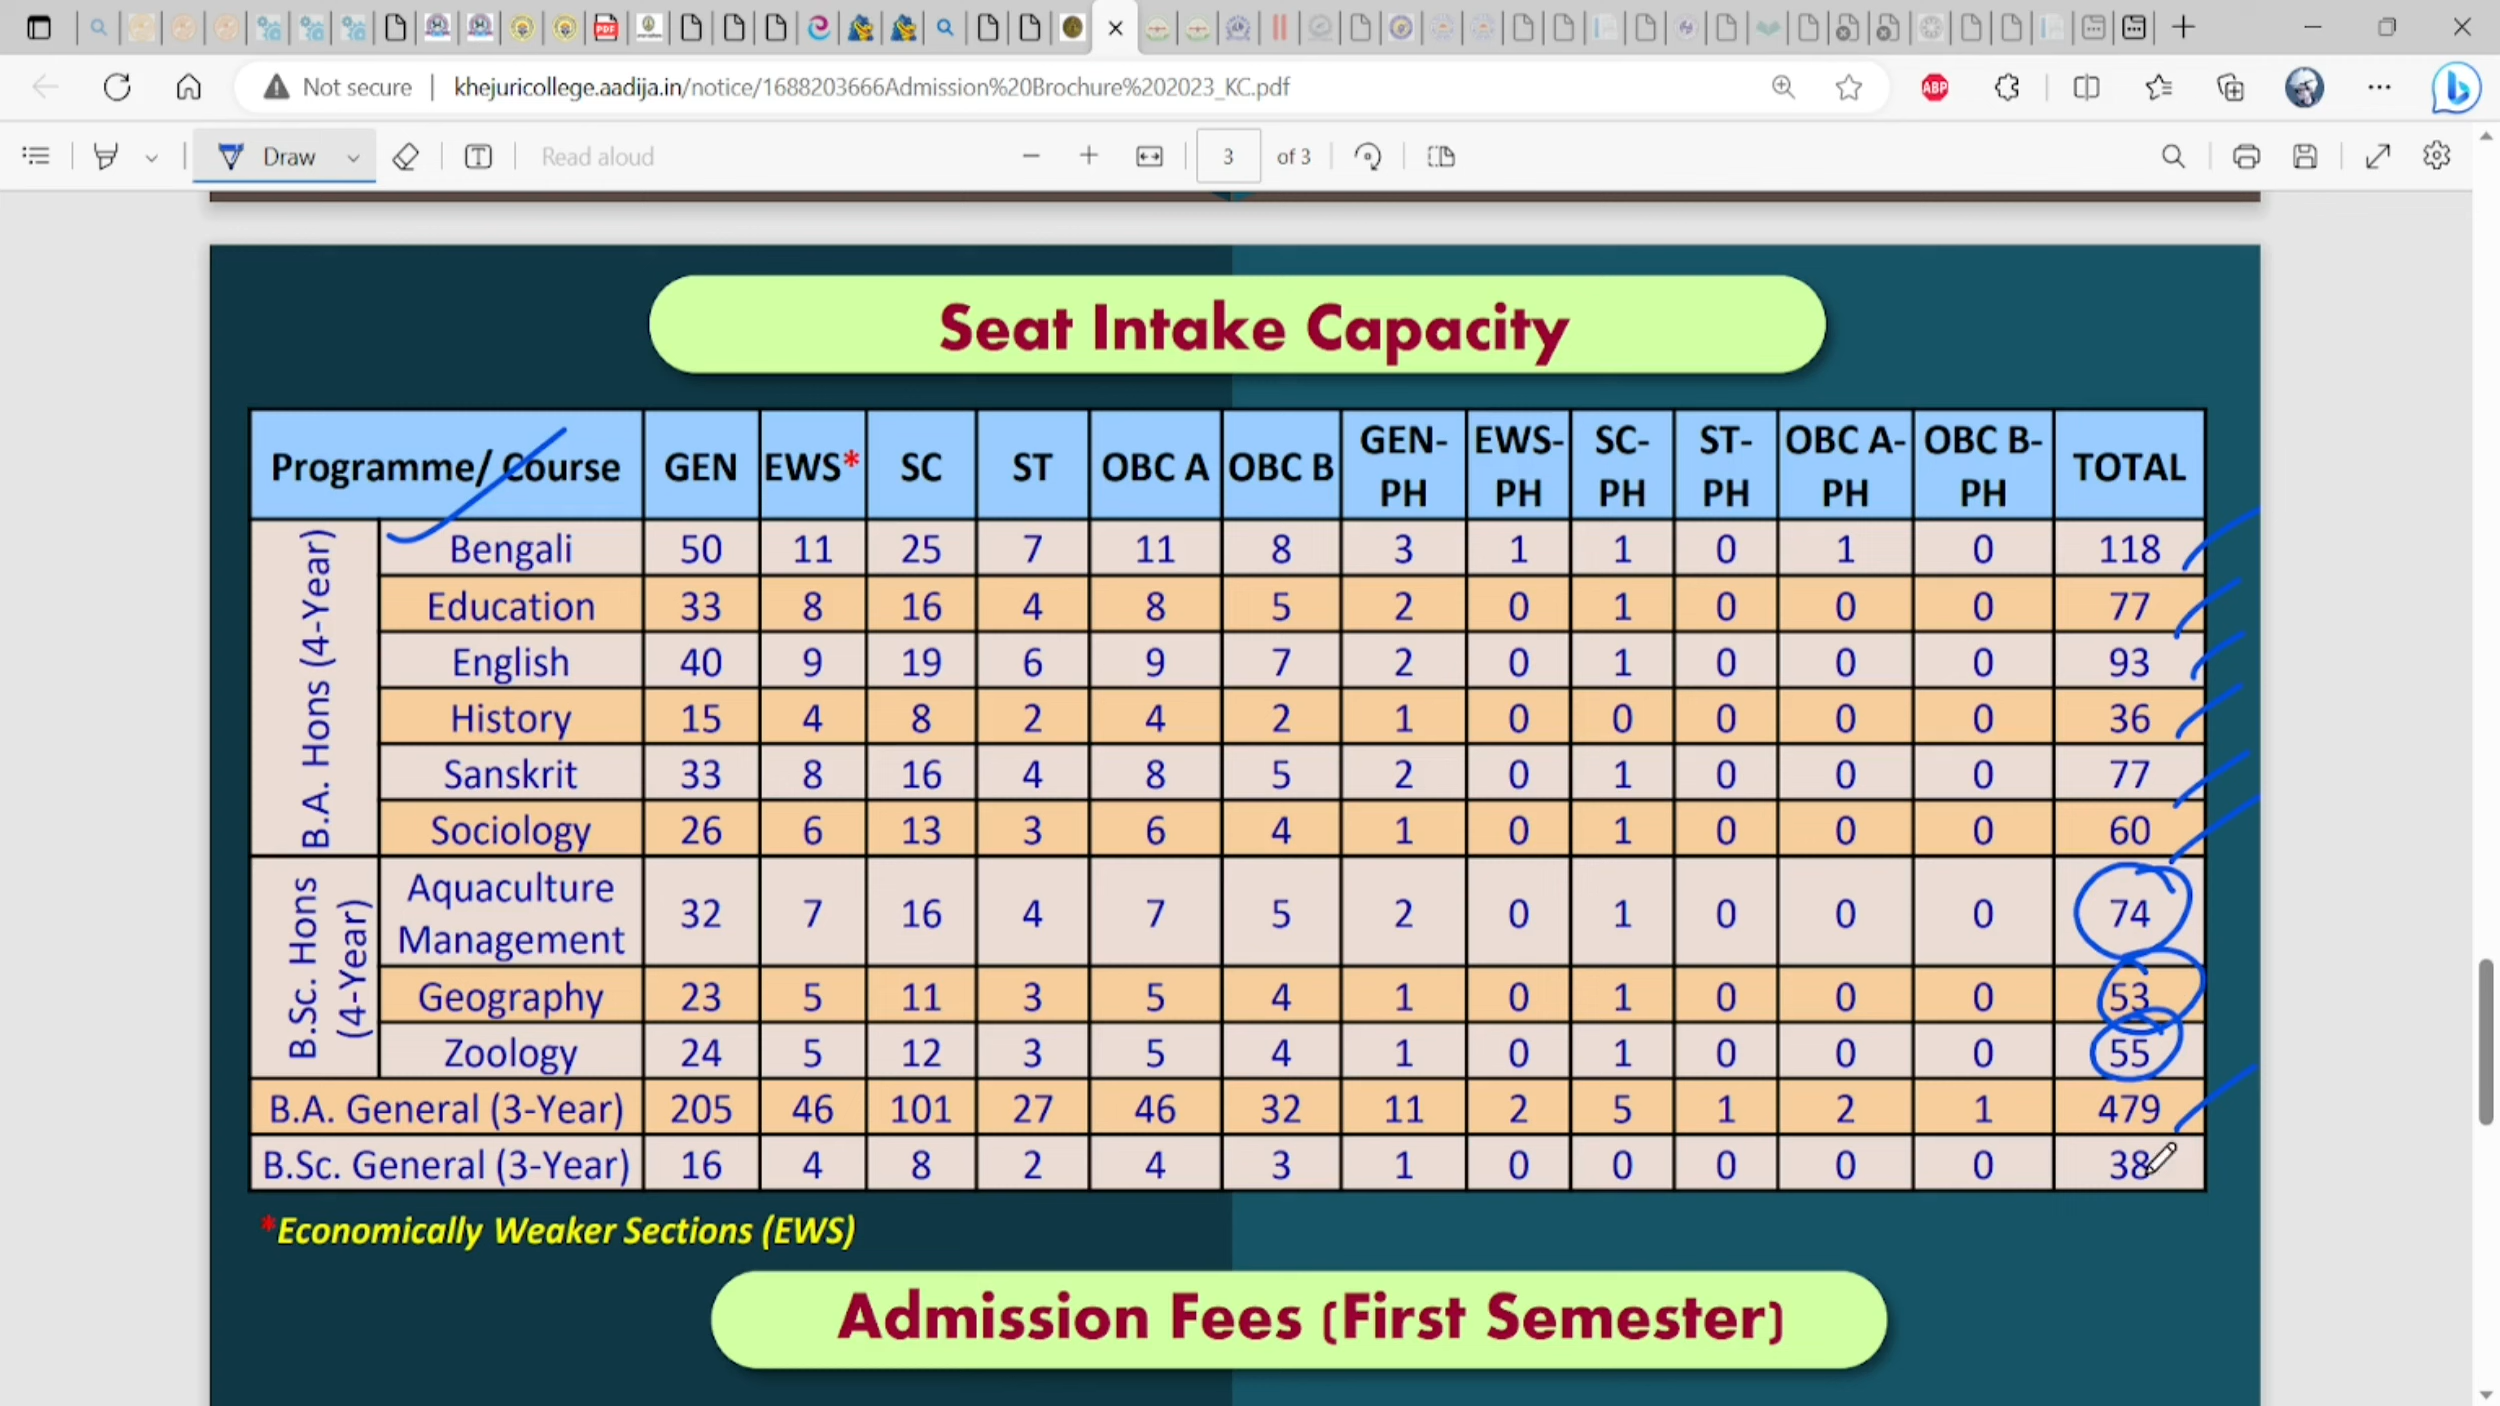 PDF
Not secure
khejuricollege.aadija.in/notice/1688203666Admission%20Brochure%202023_KC.pdf
ABP
Draw
Read aloud
3 of 3
Seat Intake Capacity
Programme/ Course GEN EWS* SC ST OBC A OBC B GEN-PH EWS-PH SC-PH ST-PH OBC A-PH OBC B-PH TOTAL
B.A. Hons (4-Year)
Bengali 50 11 25 7 11 8 3 1 1 0 1 0 118
Education 33 8 16 4 8 5 2 0 1 0 0 0 77
English 40 9 19 6 9 7 2 0 1 0 0 0 93
History 15 4 8 2 4 2 1 0 0 0 0 0 36
Sanskrit 33 8 16 4 8 5 2 0 1 0 0 0 77
Sociology 26 6 13 3 6 4 1 0 1 0 0 0 60
B.Sc. Hons (4-Year)
Aquaculture Management 32 7 16 4 7 5 2 0 1 0 0 0 74
Geography 23 5 11 3 5 4 1 0 1 0 0 0 53
Zoology 24 5 12 3 5 4 1 0 1 0 0 0 55
B.A. General (3-Year) 205 46 101 27 46 32 11 2 5 1 2 1 479
B.Sc. General (3-Year) 16 4 8 2 4 3 1 0 0 0 0 0 38
*Economically Weaker Sections (EWS)
Admission Fees (First Semester)